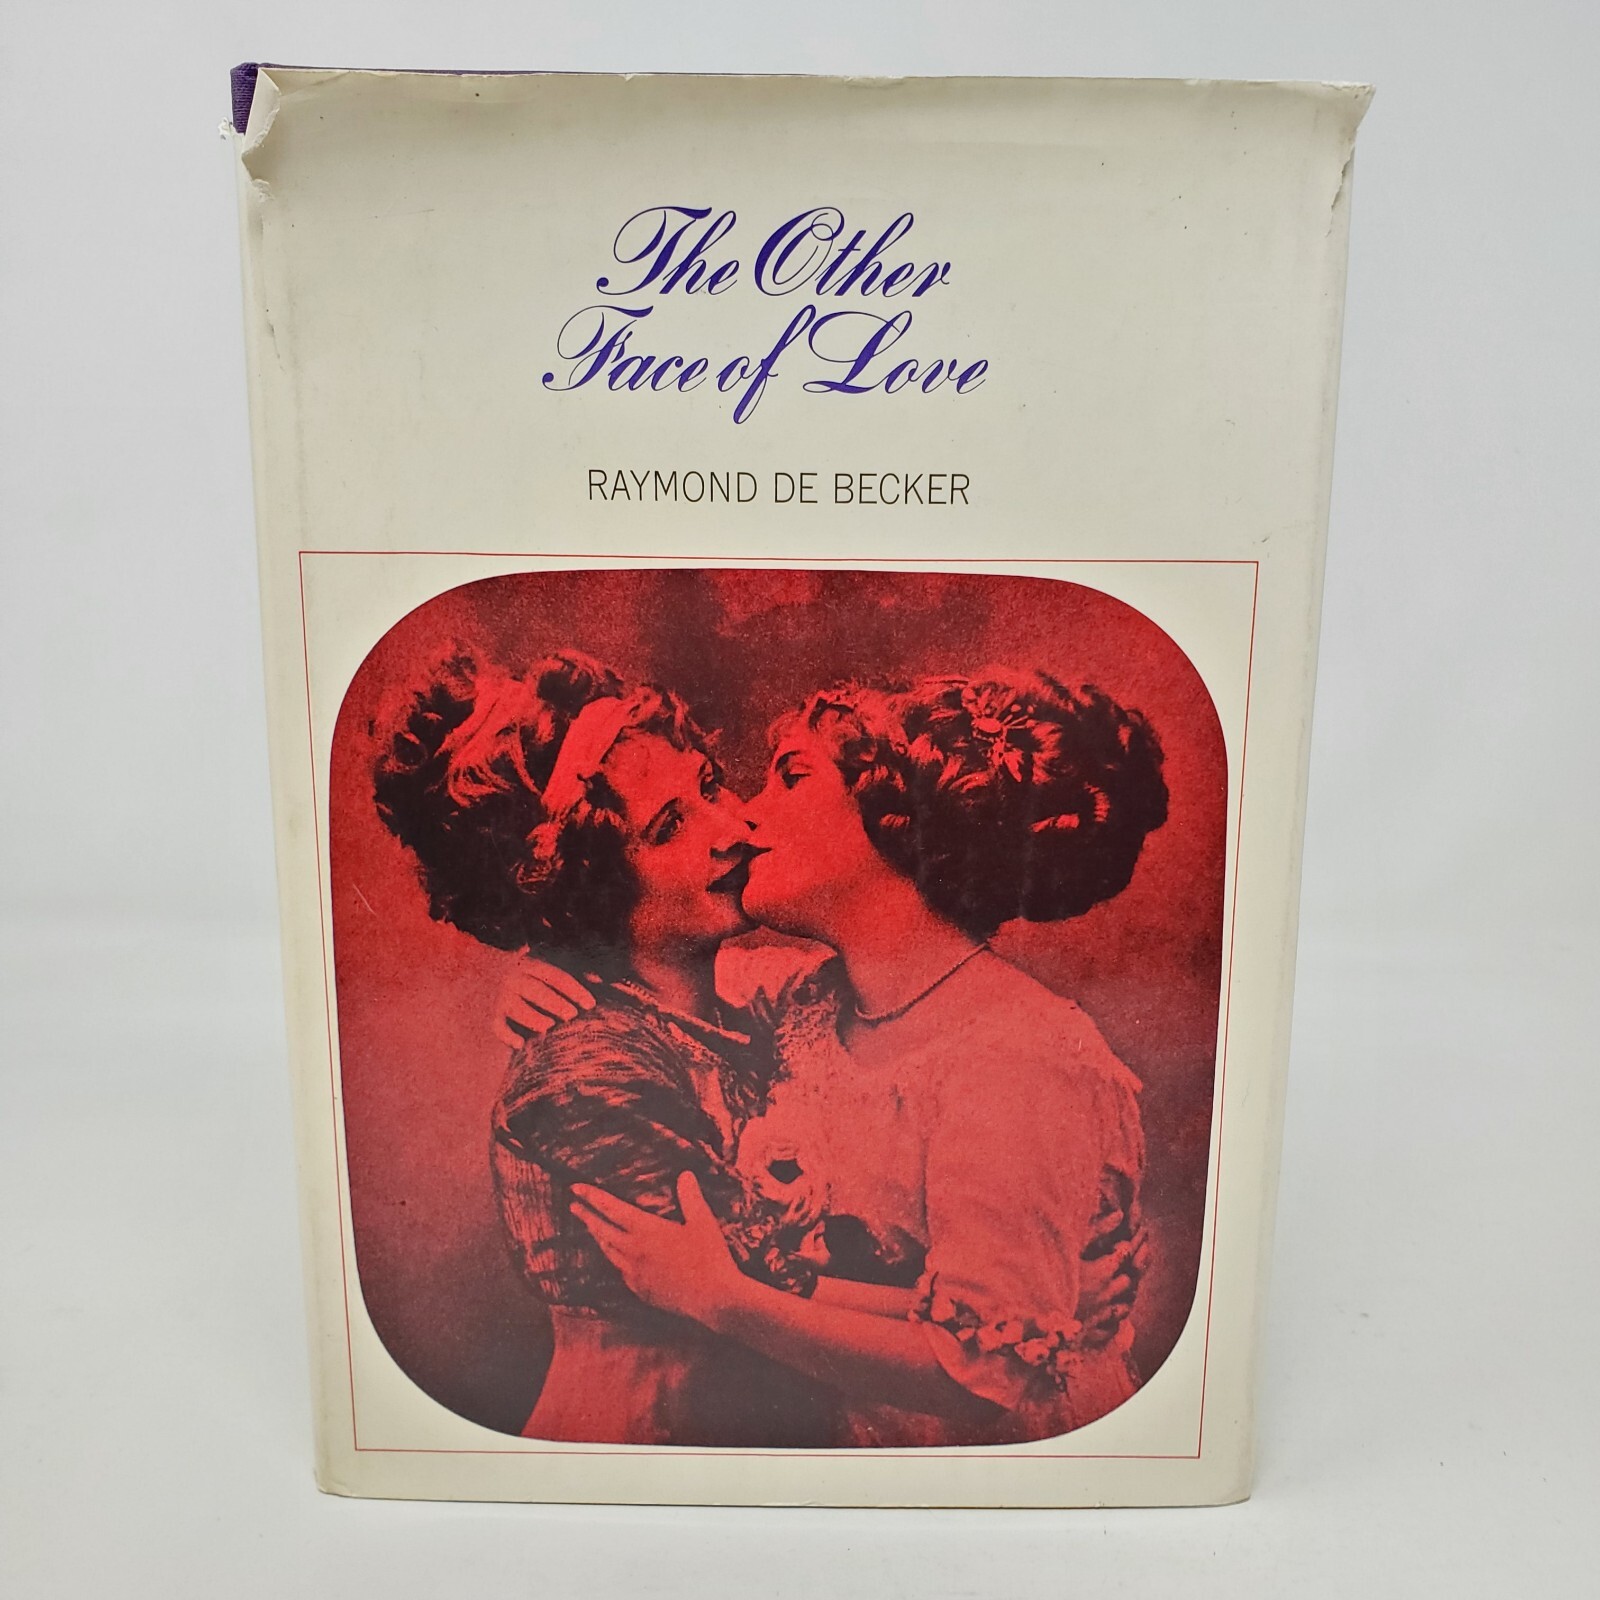 The Other
Face of Love
RAYMOND DE BECKER